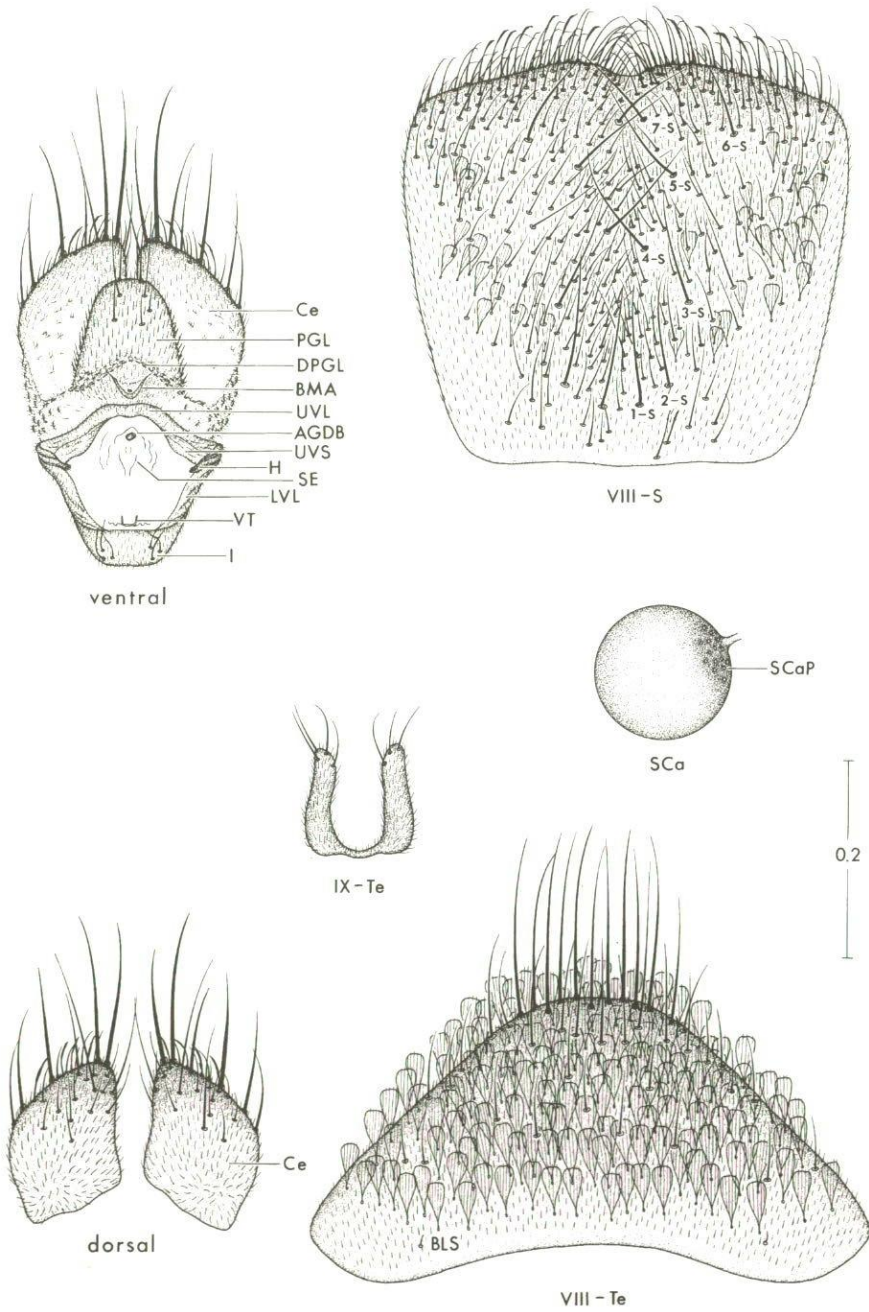 Ce
PGL
DPGL
BMA
UVL
AGDB
UVS
H
SE
LVL
VT
I
ventral
7-S
6-S
5-S
4-S
3-S
2-S
1-S
VIII-S
SCaP
SCa
IX-Te
0.2
Ce
dorsal
BLS
VIII-Te